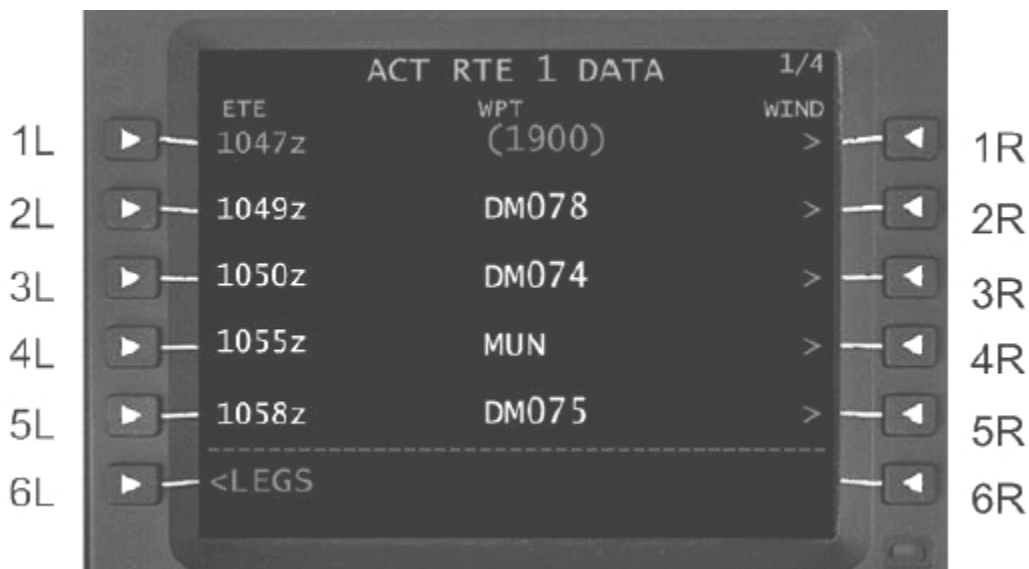 ACT RTE 1 DATA 1/4
ETE WPT WIND
1L 1047z (1900) > 1R
2L 1049z DM078 > 2R
3L 1050z DM074 > 3R
4L 1055z MUN > 4R
5L 1058z DM075 > 5R
6L <LEGS 6R